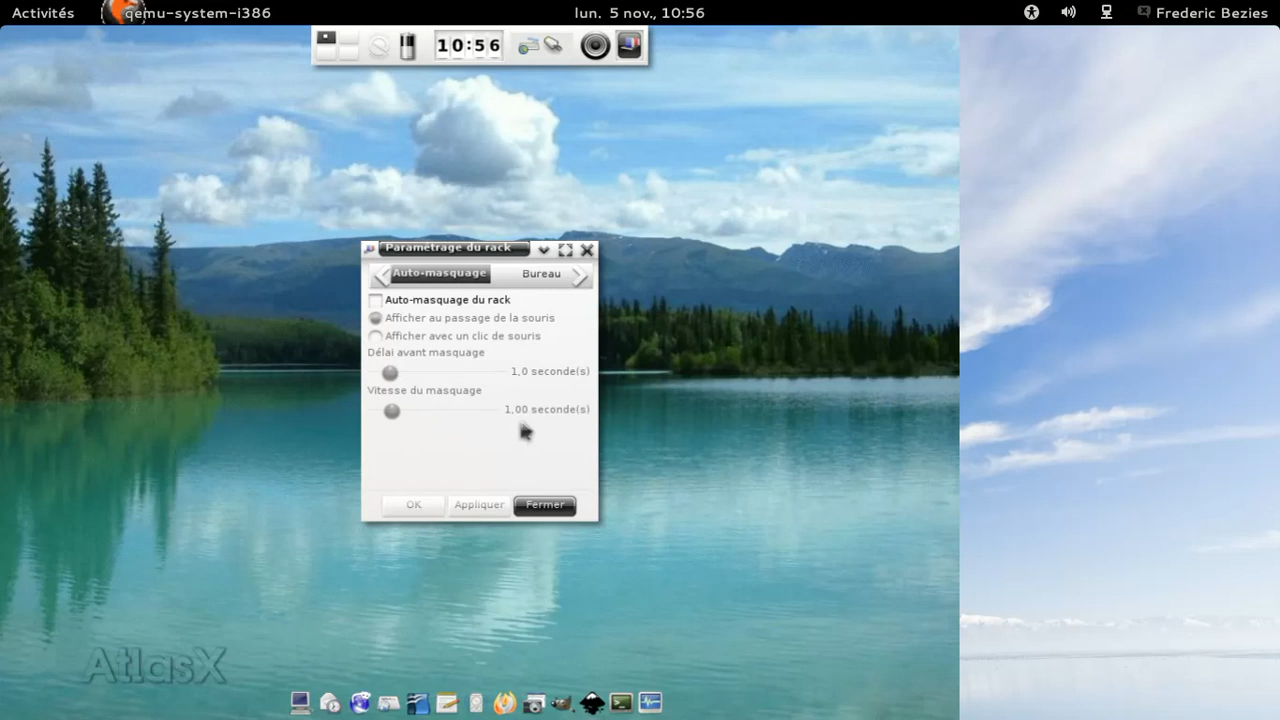 Activités qemu-system-i386 lun. 5 nov., 10:56 Frederic Bezies
10:56
Paramétrage du rack
Auto-masquage Bureau
Auto-masquage du rack
Afficher au passage de la souris
Afficher avec un clic de souris
Délai avant masquage
1,0 seconde(s)
Vitesse du masquage
1,00 seconde(s)
OK Appliquer Fermer
AtlasX